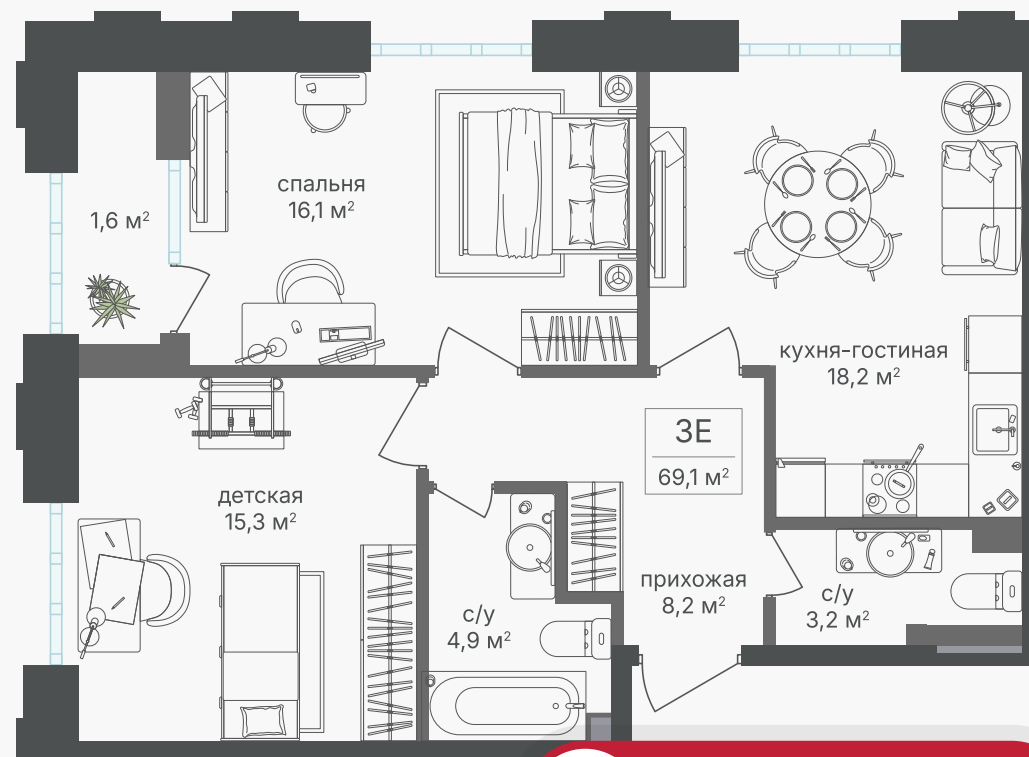 спальня
16,1 м²
1,6 м²
кухня-гостиная
18,2 м²
3Е
69,1 м²
детская
15,3 м²
прихожая
8,2 м²
с/у
3,2 м²
с/у
4,9 м²